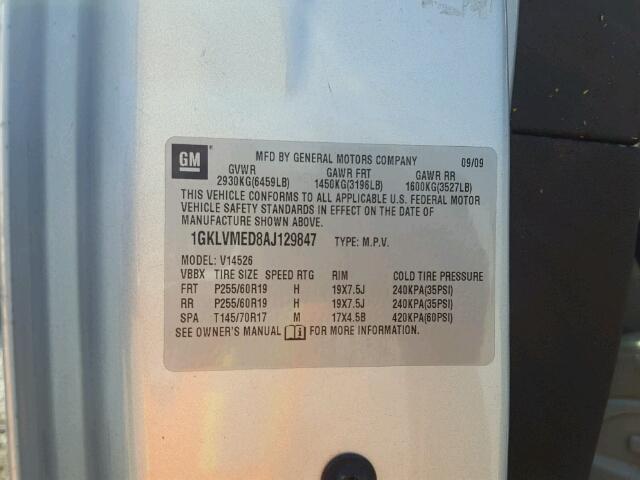 GM MFD BY GENERAL MOTORS COMPANY 09/09
GVWR GAWR FRT GAWR RR
2930KG(6459LB) 1450KG(3196LB) 1600KG(3527LB)
THIS VEHICLE CONFORMS TO ALL APPLICABLE U.S. FEDERAL MOTOR
VEHICLE SAFETY STANDARDS IN EFFECT ON THE DATE OF
MANUFACTURE SHOWN ABOVE.
1GKLVMED8AJ129847 TYPE: M.P.V.
MODEL: V14526
VBBX TIRE SIZE SPEED RTG RIM COLD TIRE PRESSURE
FRT P255/60R19 H 19X7.5J 240KPA(35PSI)
RR P255/60R19 H 19X7.5J 240KPA(35PSI)
SPA T145/70R17 M 17X4.5B 420KPA(60PSI)
SEE OWNER'S MANUAL FOR MORE INFORMATION.